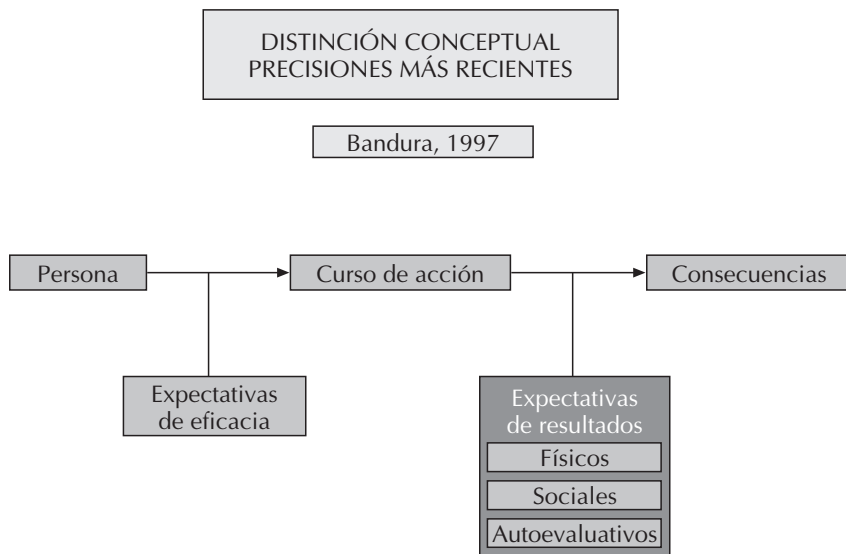 DISTINCIÓN CONCEPTUAL
PRECISIONES MÁS RECIENTES
Bandura, 1997
Persona
Curso de acción
Consecuencias
Expectativas
de eficacia
Expectativas
de resultados
Físicos
Sociales
Autoevaluativos